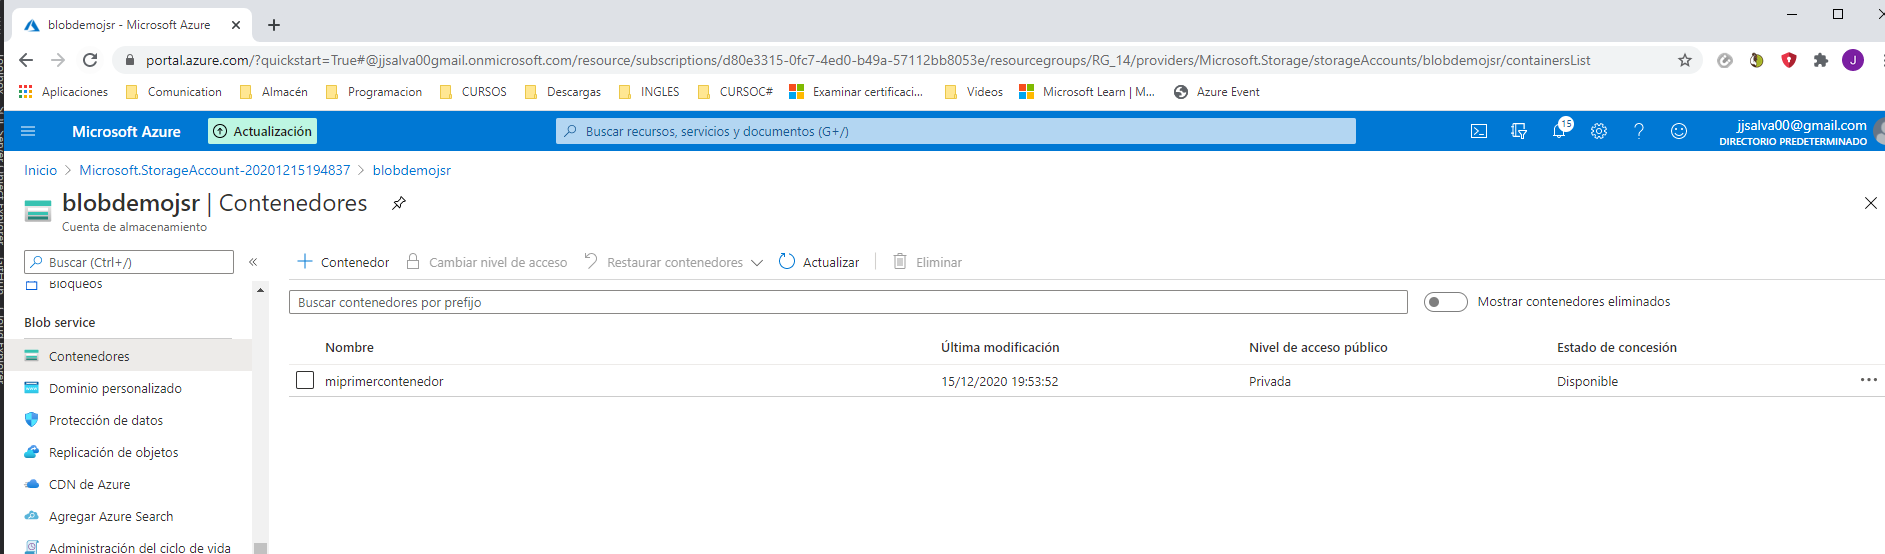 blobdemojsr - Microsoft Azure
portal.azure.com/?quickstart=True#@jjsalva00gmail.onmicrosoft.com/resource/subscriptions/d80e3315-0fc7-4ed0-b49a-57112bb8053e/resourcegroups/RG_14/providers/Microsoft.Storage/storageAccounts/blobdemojsr/containersList
J
Aplicaciones Comunication Almacén Programacion CURSOS Descargas INGLES CURSOC# Examinar certificaci... Videos Microsoft Learn | M... Azure Event
Microsoft Azure Actualización Buscar recursos, servicios y documentos (G+/) 15 jjsalva00@gmail.com
DIRECTORIO PREDETERMINADO
Inicio > Microsoft.StorageAccount-20201215194837 > blobdemojsr
blobdemojsr | Contenedores
Cuenta de almacenamiento
Buscar (Ctrl+/) « + Contenedor Cambiar nivel de acceso Restaurar contenedores Actualizar Eliminar
Bloqueos
Buscar contenedores por prefijo Mostrar contenedores eliminados
Blob service
Nombre Última modificación Nivel de acceso público Estado de concesión
Contenedores
miprimercontenedor 15/12/2020 19:53:52 Privada Disponible ...
Dominio personalizado
Protección de datos
Replicación de objetos
CDN de Azure
Agregar Azure Search
Administración del ciclo de vida